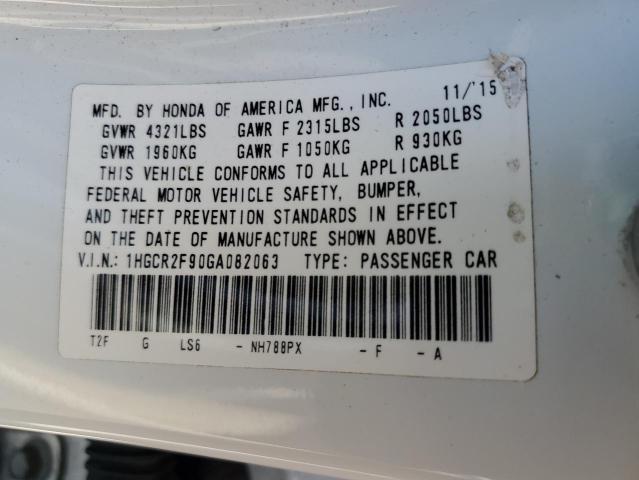 11/'15
MFD. BY HONDA OF AMERICA MFG., INC.
GVWR 4321LBS GAWR F 2315LBS R 2050LBS
GVWR 1960KG GAWR F 1050KG R 930KG
THIS VEHICLE CONFORMS TO ALL APPLICABLE
FEDERAL MOTOR VEHICLE SAFETY, BUMPER,
AND THEFT PREVENTION STANDARDS IN EFFECT
ON THE DATE OF MANUFACTURE SHOWN ABOVE.
V.I.N.: 1HGCR2F90GA082063 TYPE: PASSENGER CAR
T2F G LS6 - NH788PX - F - A